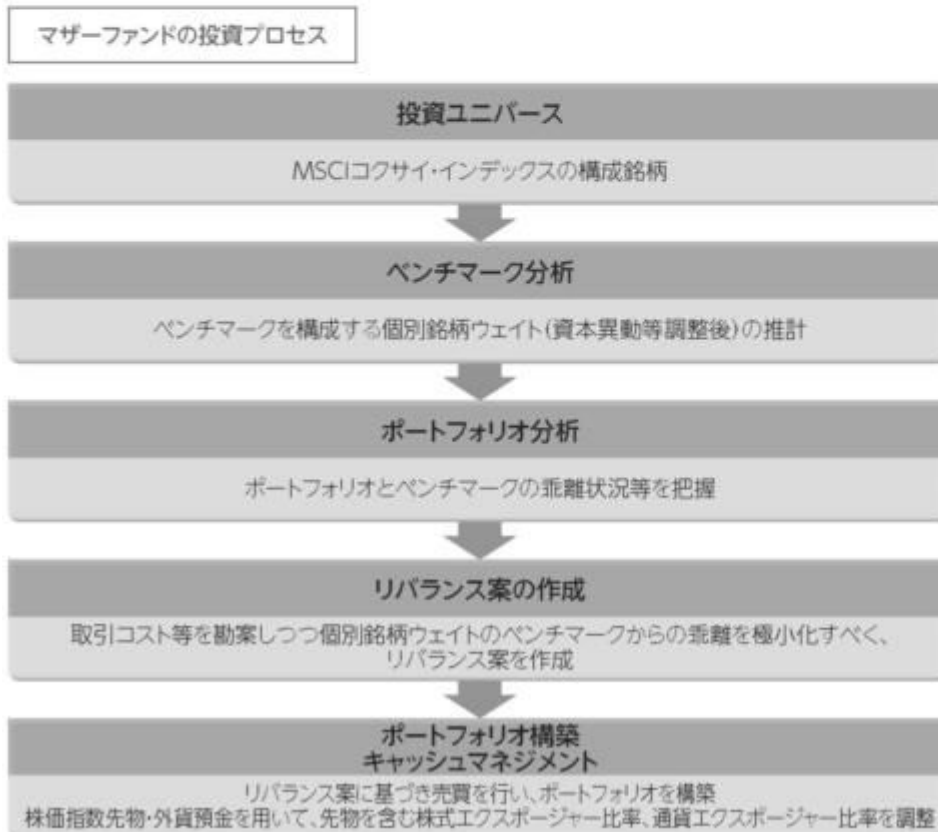 マザーファンドの投資プロセス
投資ユニバース
MSCIコクサイ・インデックスの構成銘柄
ベンチマーク分析
ベンチマークを構成する個別銘柄ウェイト(資本異動等調整後)の推計
ポートフォリオ分析
ポートフォリオとベンチマークの乖離状況等を把握
リバランス案の作成
取引コスト等を勘案しつつ個別銘柄ウェイトのベンチマークからの乖離を極小化すべく、
リバランス案を作成
ポートフォリオ構築
キャッシュマネジメント
リバランス案に基づき売買を行い、ポートフォリオを構築
株価指数先物・外貨預金を用いて、先物を含む株式エクスポージャー比率、通貨エクスポージャー比率を調整